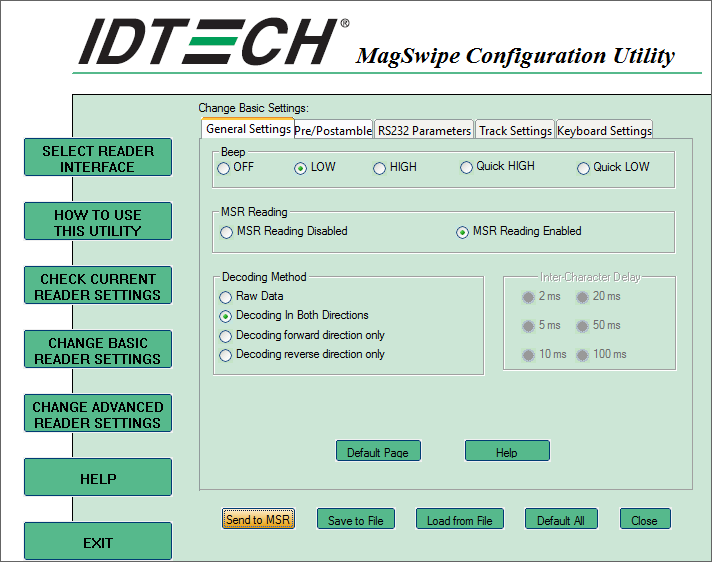 IDTECH®
MagSwipe Configuration Utility
SELECT READER
INTERFACE
HOW TO USE
THIS UTILITY
CHECK CURRENT
READER SETTINGS
CHANGE BASIC
READER SETTINGS
CHANGE ADVANCED
READER SETTINGS
HELP
EXIT
Change Basic Settings:
General Settings Pre/Postamble RS232 Parameters Track Settings Keyboard Settings
Beep
OFF LOW HIGH Quick HIGH Quick LOW
MSR Reading
MSR Reading Disabled MSR Reading Enabled
Decoding Method
Raw Data
Decoding In Both Directions
Decoding forward direction only
Decoding reverse direction only
Inter-Character Delay
2 ms 20 ms
5 ms 50 ms
10 ms 100 ms
Default Page Help
Send to MSR Save to File Load from File Default All Close